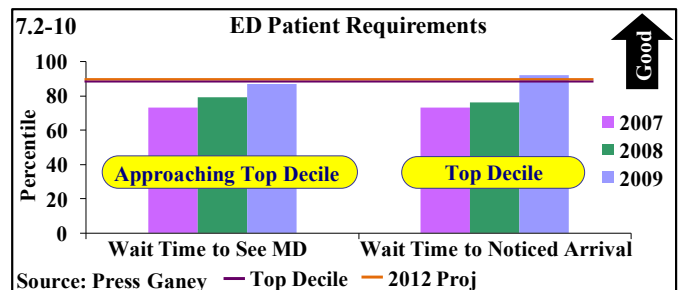 7.2-10 ED Patient Requirements
Good
100
80
60
40
20
0
Percentile
Approaching Top Decile
Top Decile
2007
2008
2009
Wait Time to See MD
Wait Time to Noticed Arrival
Source: Press Ganey Top Decile 2012 Proj